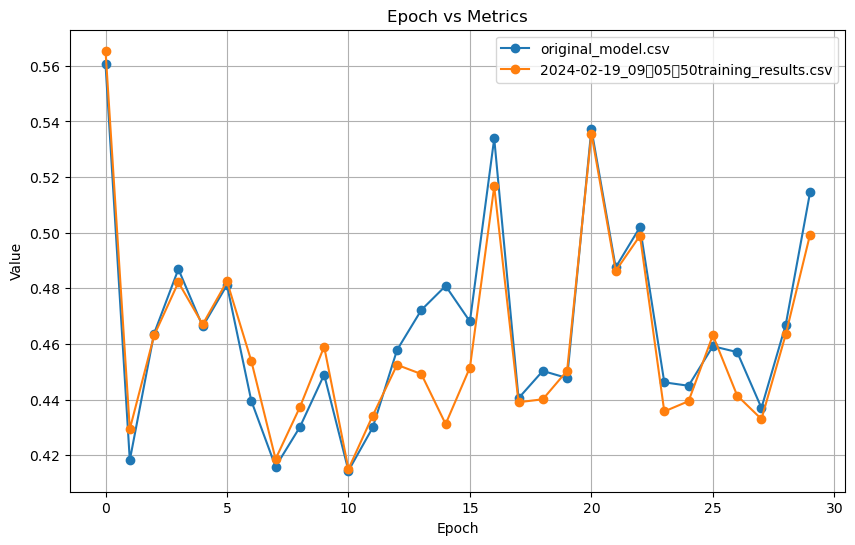 Epoch vs Metrics
original_model.csv
2024-02-19_09▯05▯50training_results.csv
Value
0.56
0.54
0.52
0.50
0.48
0.46
0.44
0.42
0 5 10 15 20 25 30
Epoch